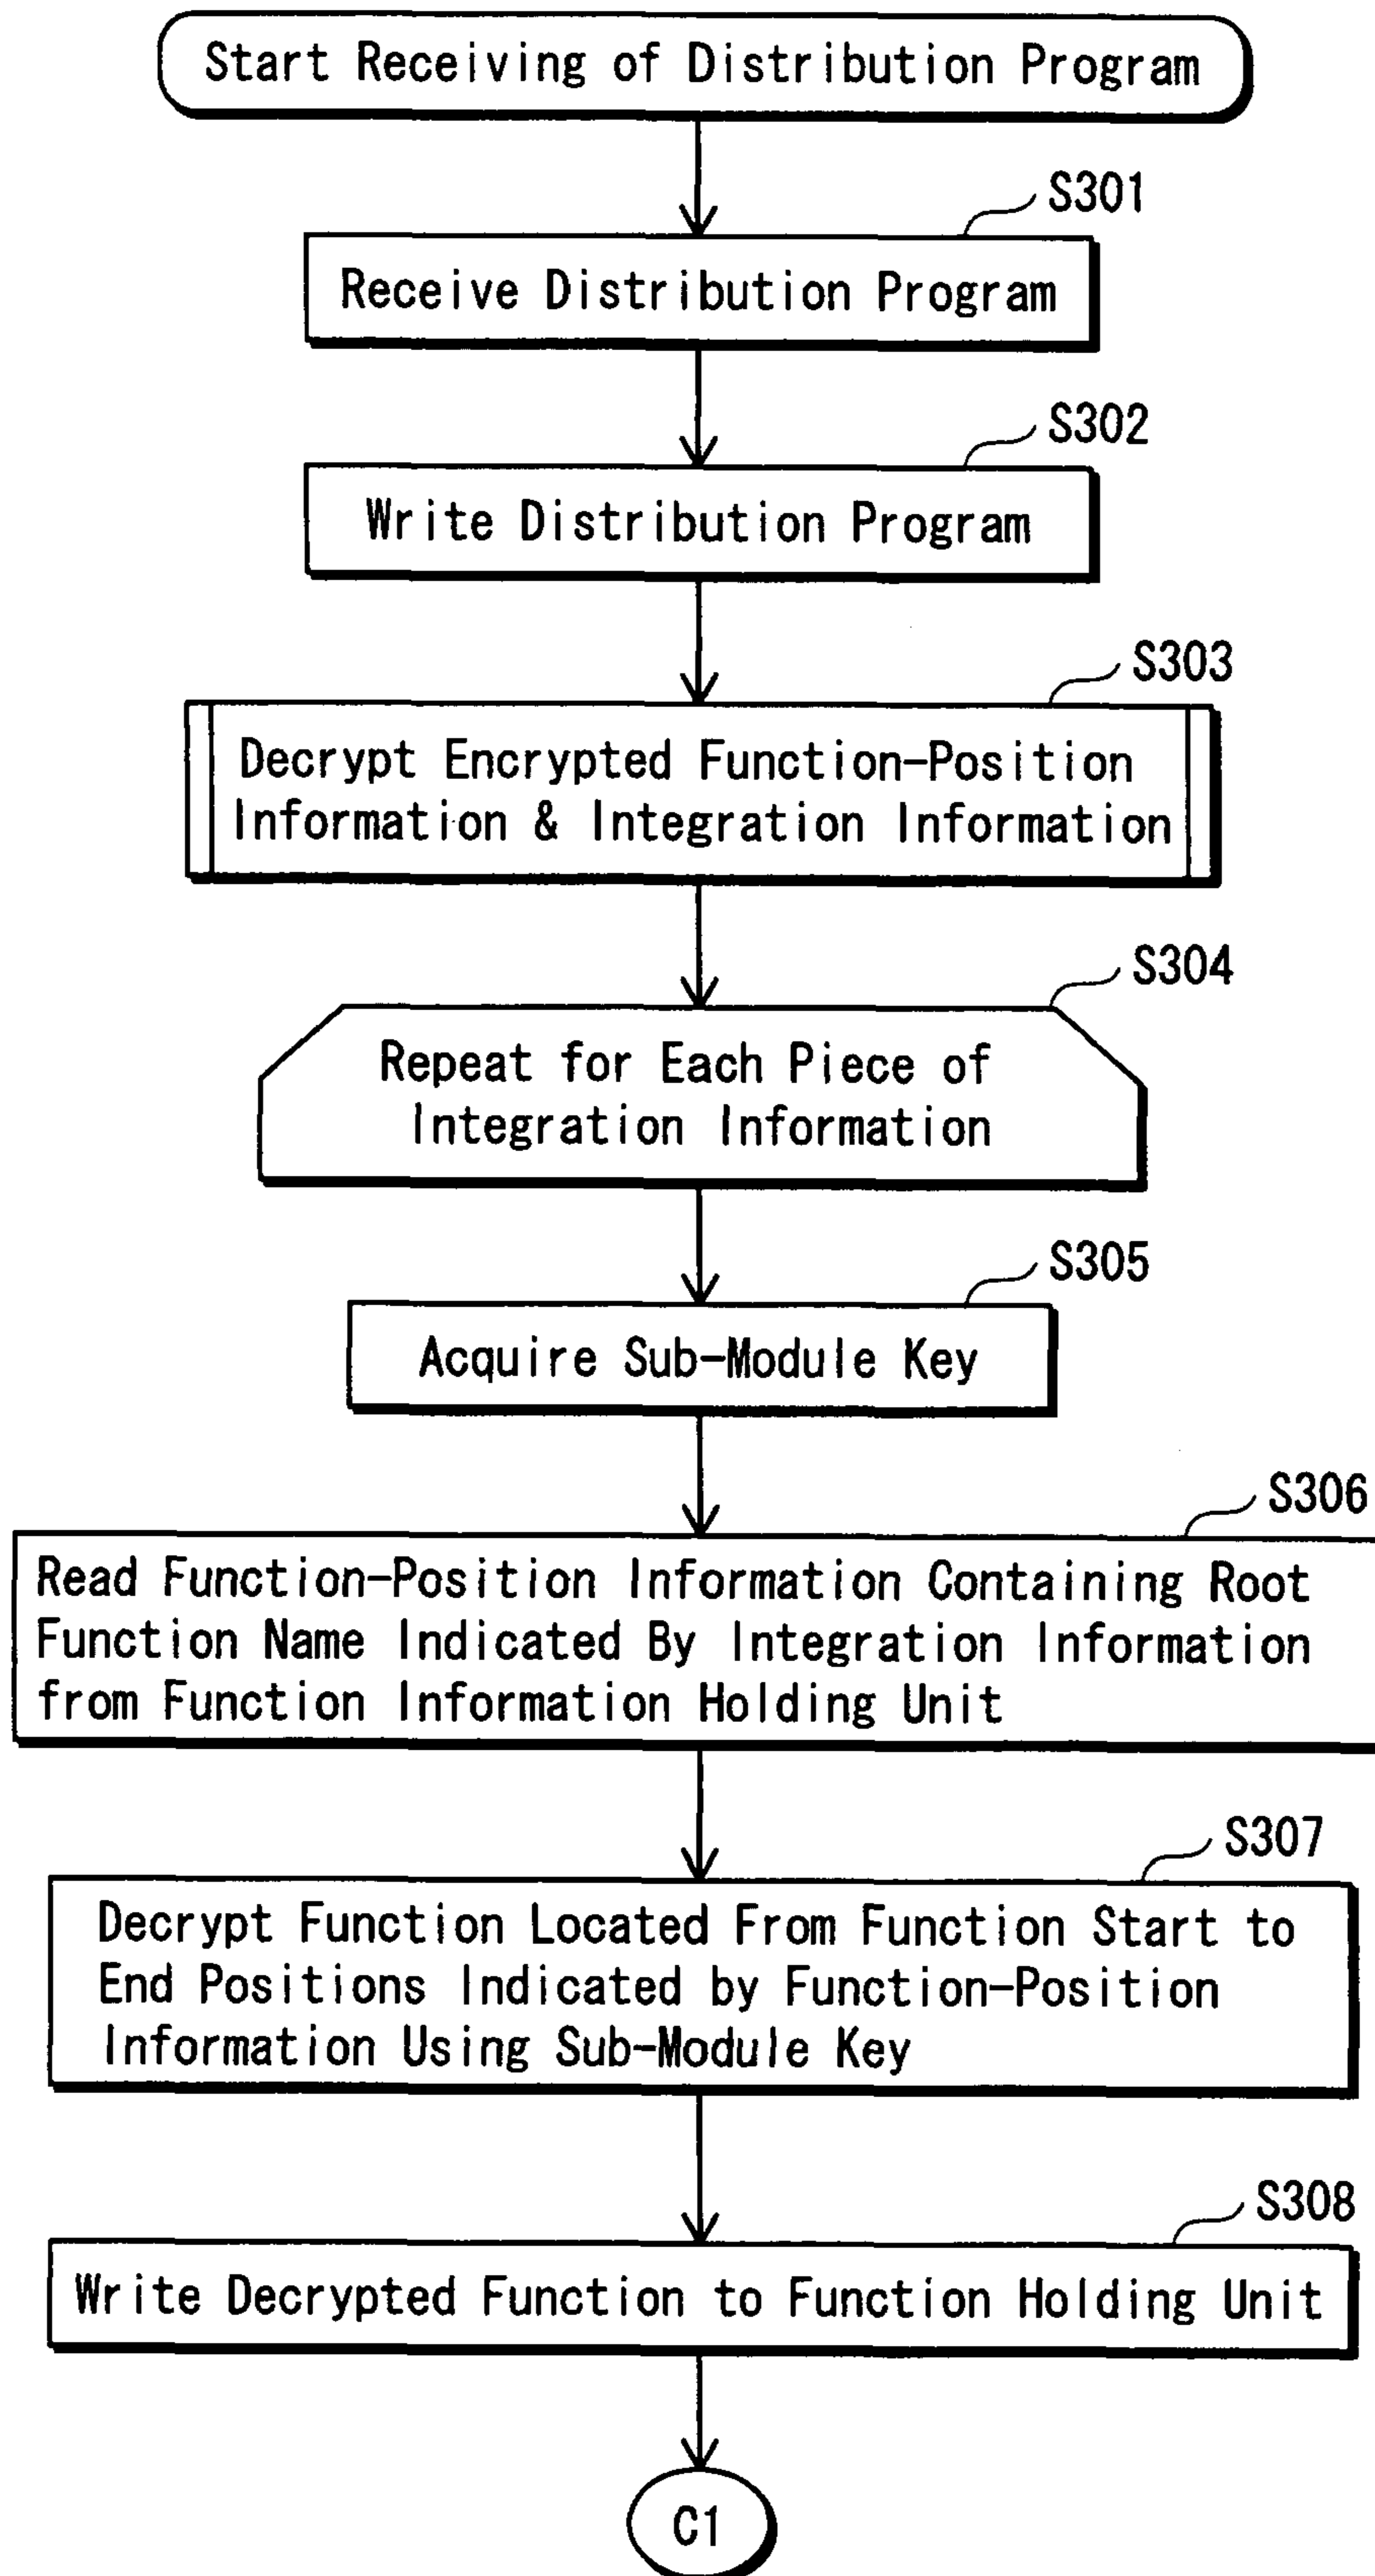 Start Receiving of Distribution Program
S301
Receive Distribution Program
S302
Write Distribution Program
S303
Decrypt Encrypted Function-Position
Information & Integration Information
S304
Repeat for Each Piece of
Integration Information
S305
Acquire Sub-Module Key
S306
Read Function-Position Information Containing Root
Function Name Indicated By Integration Information
from Function Information Holding Unit
S307
Decrypt Function Located From Function Start to
End Positions Indicated by Function-Position
Information Using Sub-Module Key
S308
Write Decrypted Function to Function Holding Unit
C1